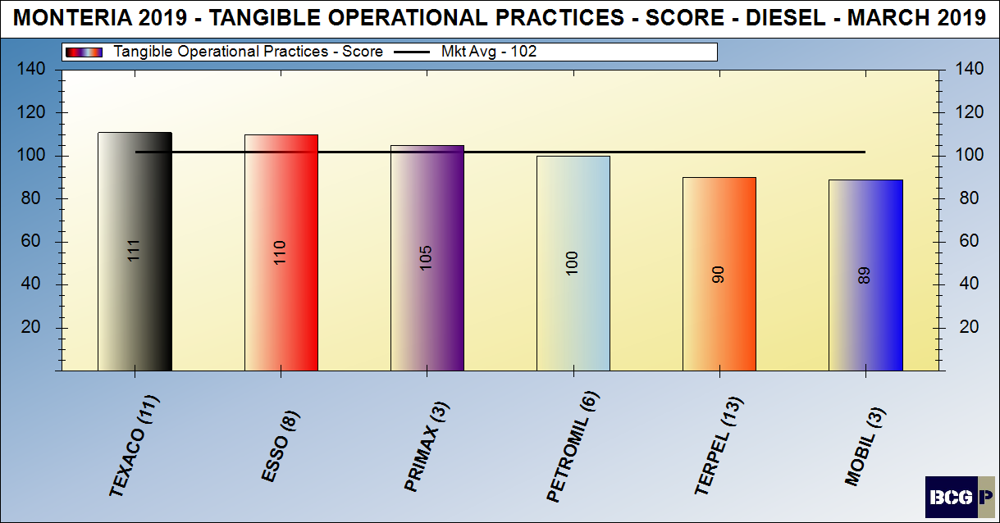 MONTERIA 2019 - TANGIBLE OPERATIONAL PRACTICES - SCORE - DIESEL - MARCH 2019
Tangible Operational Practices - Score Mkt Avg - 102
140 140
120 120
100 100
80 80
60 60
40 40
20 20
111 110 105 100 90 89
TEXACO (11) ESSO (8) PRIMAX (3) PETROMIL (6) TERPEL (13) MOBIL (3)
BCG P